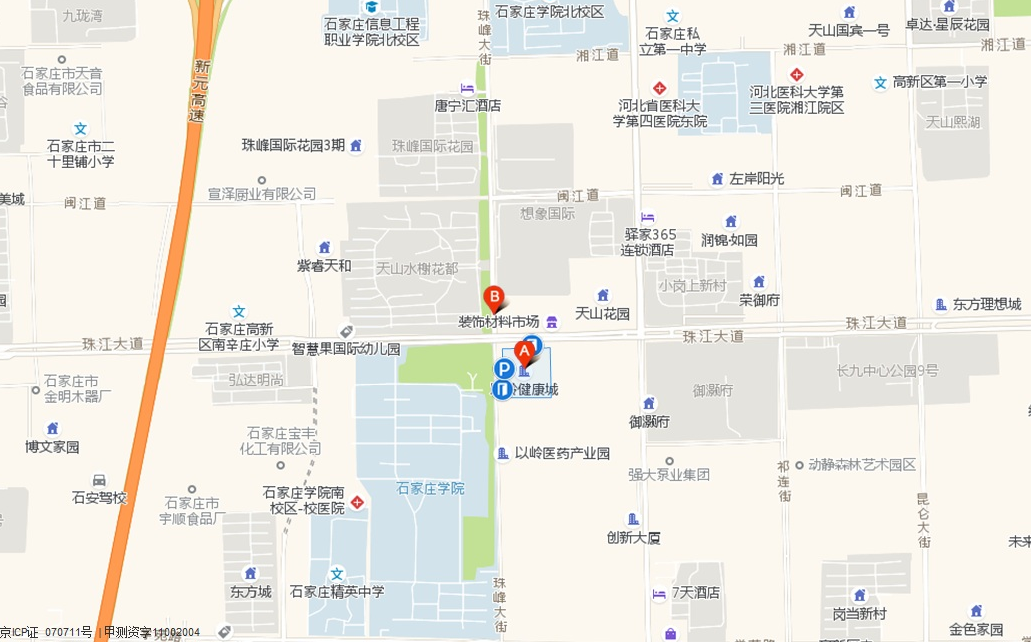 九珑湾
石家庄信息工程
职业学院北校区
珠峰大街
石家庄学院北校区
石家庄私
立第一中学
天山国宾一号
卓达·星辰花园
湘江道
湘江道
湘江道
新元高速
石家庄市天音
食品有限公司
唐宁汇酒店
河北省医科大
学第四医院东院
河北医科大学第
三医院湘江院区
高新区第一小学
天山熙湖
石家庄市二
十里铺小学
珠峰国际花园3期
珠峰国际花园
宣泽厨业有限公司
左岸阳光
美城
闽江道
闽江道
闽江道
想象国际
驿家365
连锁酒店
润锦·如园
紫睿天和
天山水榭花都
小岗上新村
荣御府
园
B
装饰材料市场
天山花园
东方理想城
石家庄高新
区南辛庄小学
珠江大道
珠江大道
珠江大道
智慧果国际幼儿园
A
P
岭健康城
弘达明尚
长九中心公园9号
石家庄市
金明木器厂
御灏府
御灏府
博文家园
石家庄宝丰
化工有限公司
以岭医药产业园
强大泵业集团
祁连街
动静森林艺术园区
石安驾校
石家庄市
宇顺食品厂
石家庄学院南
校区-校医院
石家庄学院
昆仑大街
创新大厦
未来
东方城
石家庄精英中学
珠峰大街
7天酒店
岗当新村
金色家园
京ICP证 070711号 | 甲测资字11002004